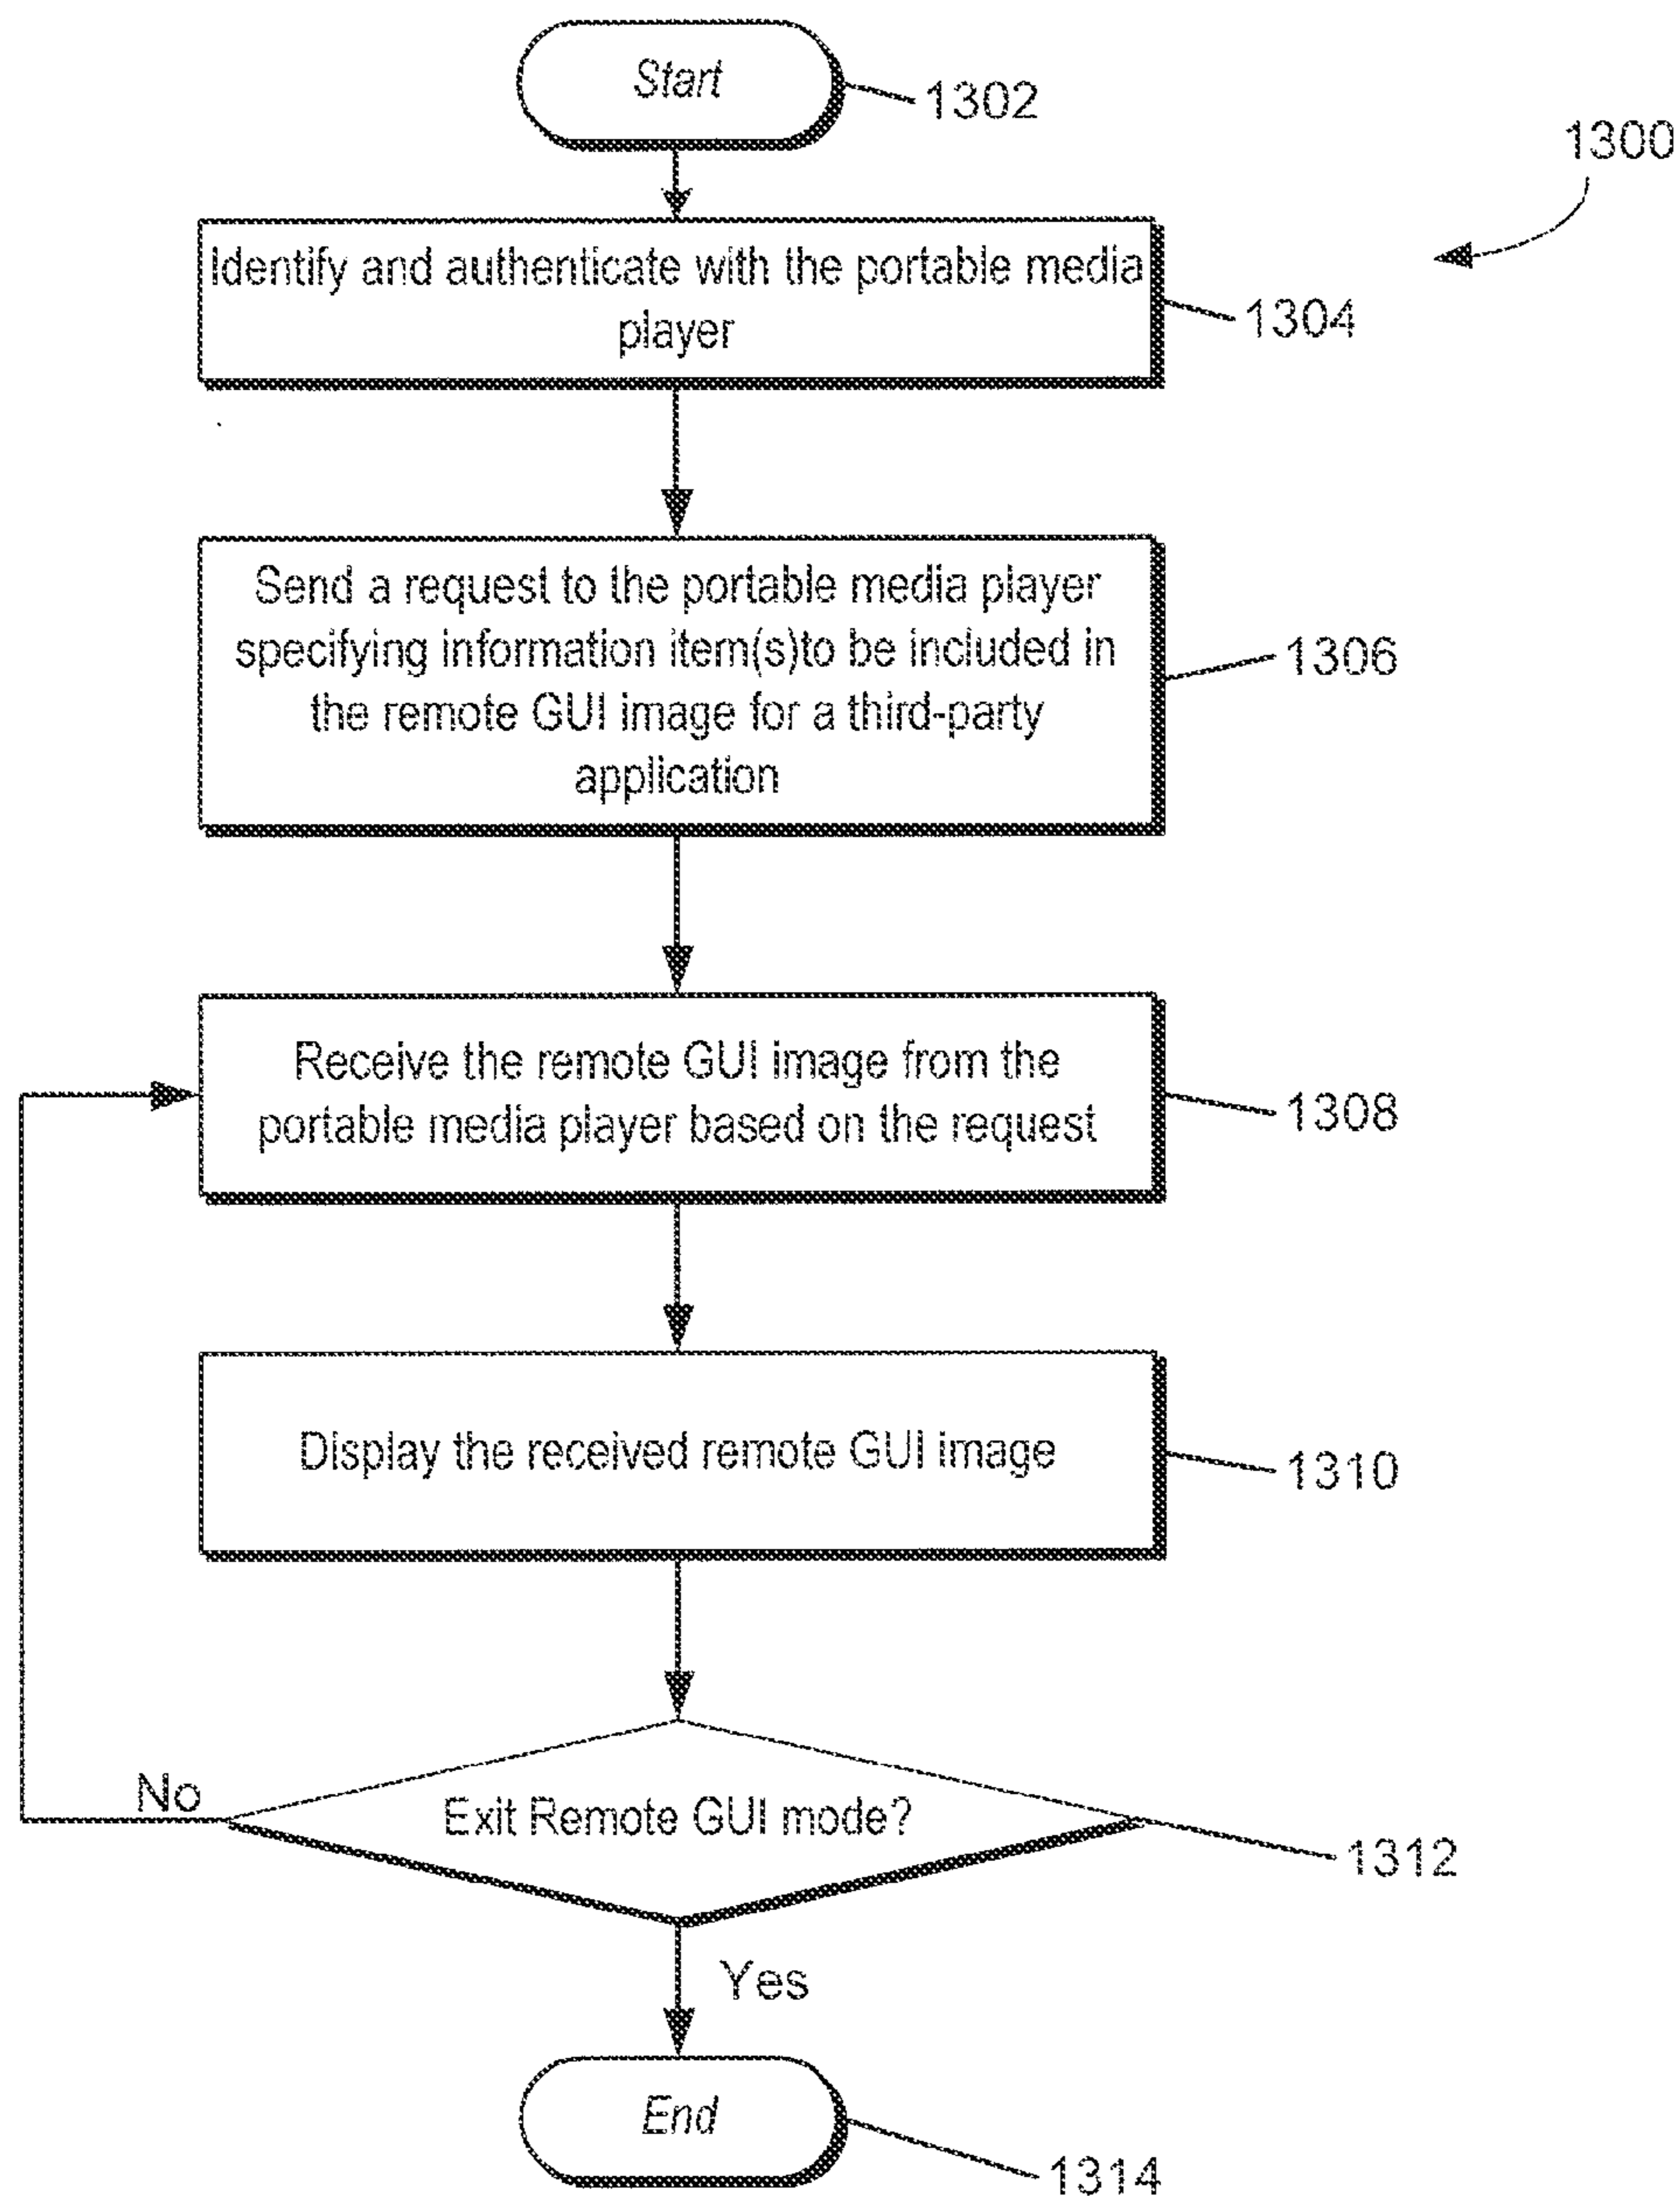 Start
1302
1300
Identify and authenticate with the portable media
player
1304
Send a request to the portable media player
specifying information item(s)to be included in
the remote GUI image for a third-party
application
1306
Receive the remote GUI image from the
portable media player based on the request
1308
Display the received remote GUI image
1310
Exit Remote GUI mode?
No
1312
Yes
End
1314